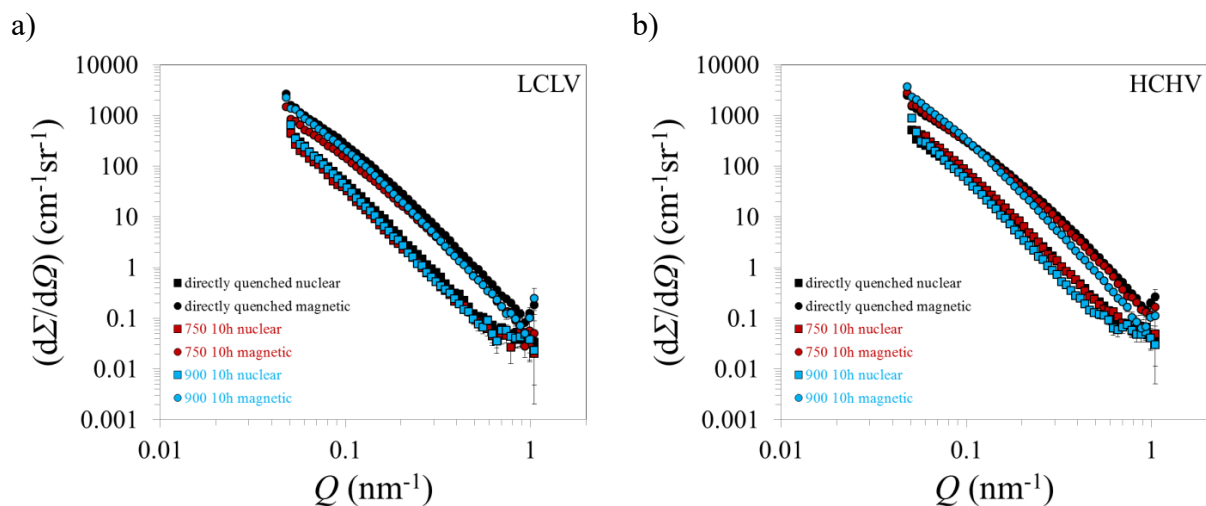 a)
LCLV
10000
1000
100
10
1
0.1
0.01
0.001
(dΣ/dΩ) (cm⁻¹sr⁻¹)
directly quenched nuclear
directly quenched magnetic
750 10h nuclear
750 10h magnetic
900 10h nuclear
900 10h magnetic
0.01 0.1 1
Q (nm⁻¹)
b)
HCHV
10000
1000
100
10
1
0.1
0.01
0.001
(dΣ/dΩ) (cm⁻¹sr⁻¹)
directly quenched nuclear
directly quenched magnetic
750 10h nuclear
750 10h magnetic
900 10h nuclear
900 10h magnetic
0.01 0.1 1
Q (nm⁻¹)